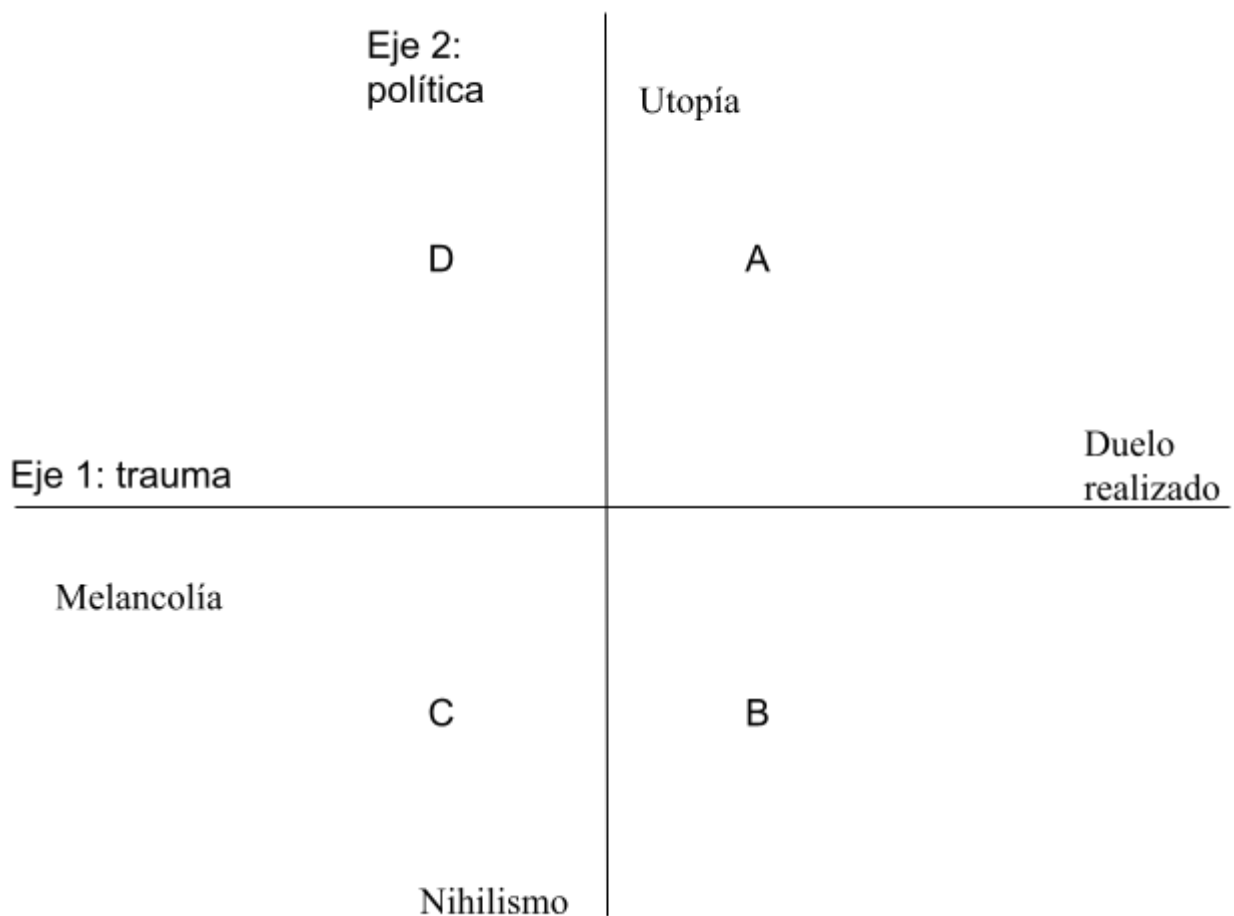 Eje 2:
política
Utopía
D
A
Duelo
realizado
Eje 1: trauma
Melancolía
C
B
Nihilismo